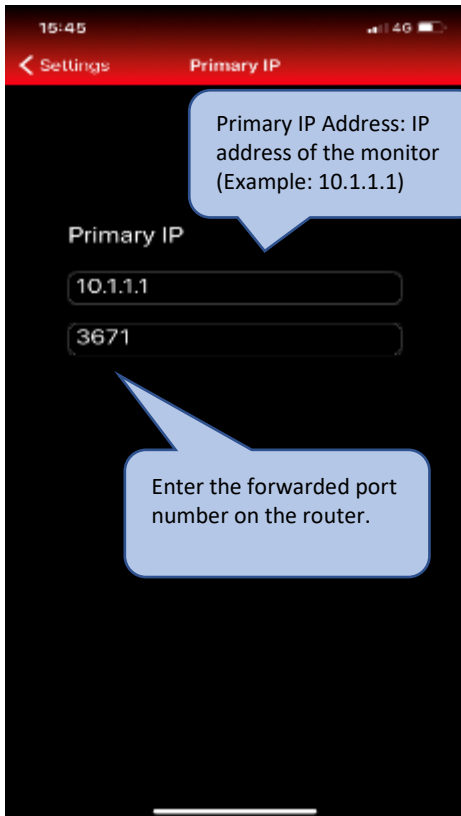 15:45
4G
Settings
Primary IP
Primary IP Address: IP
address of the monitor
(Example: 10.1.1.1)
Primary IP
10.1.1.1
3671
Enter the forwarded port
number on the router.